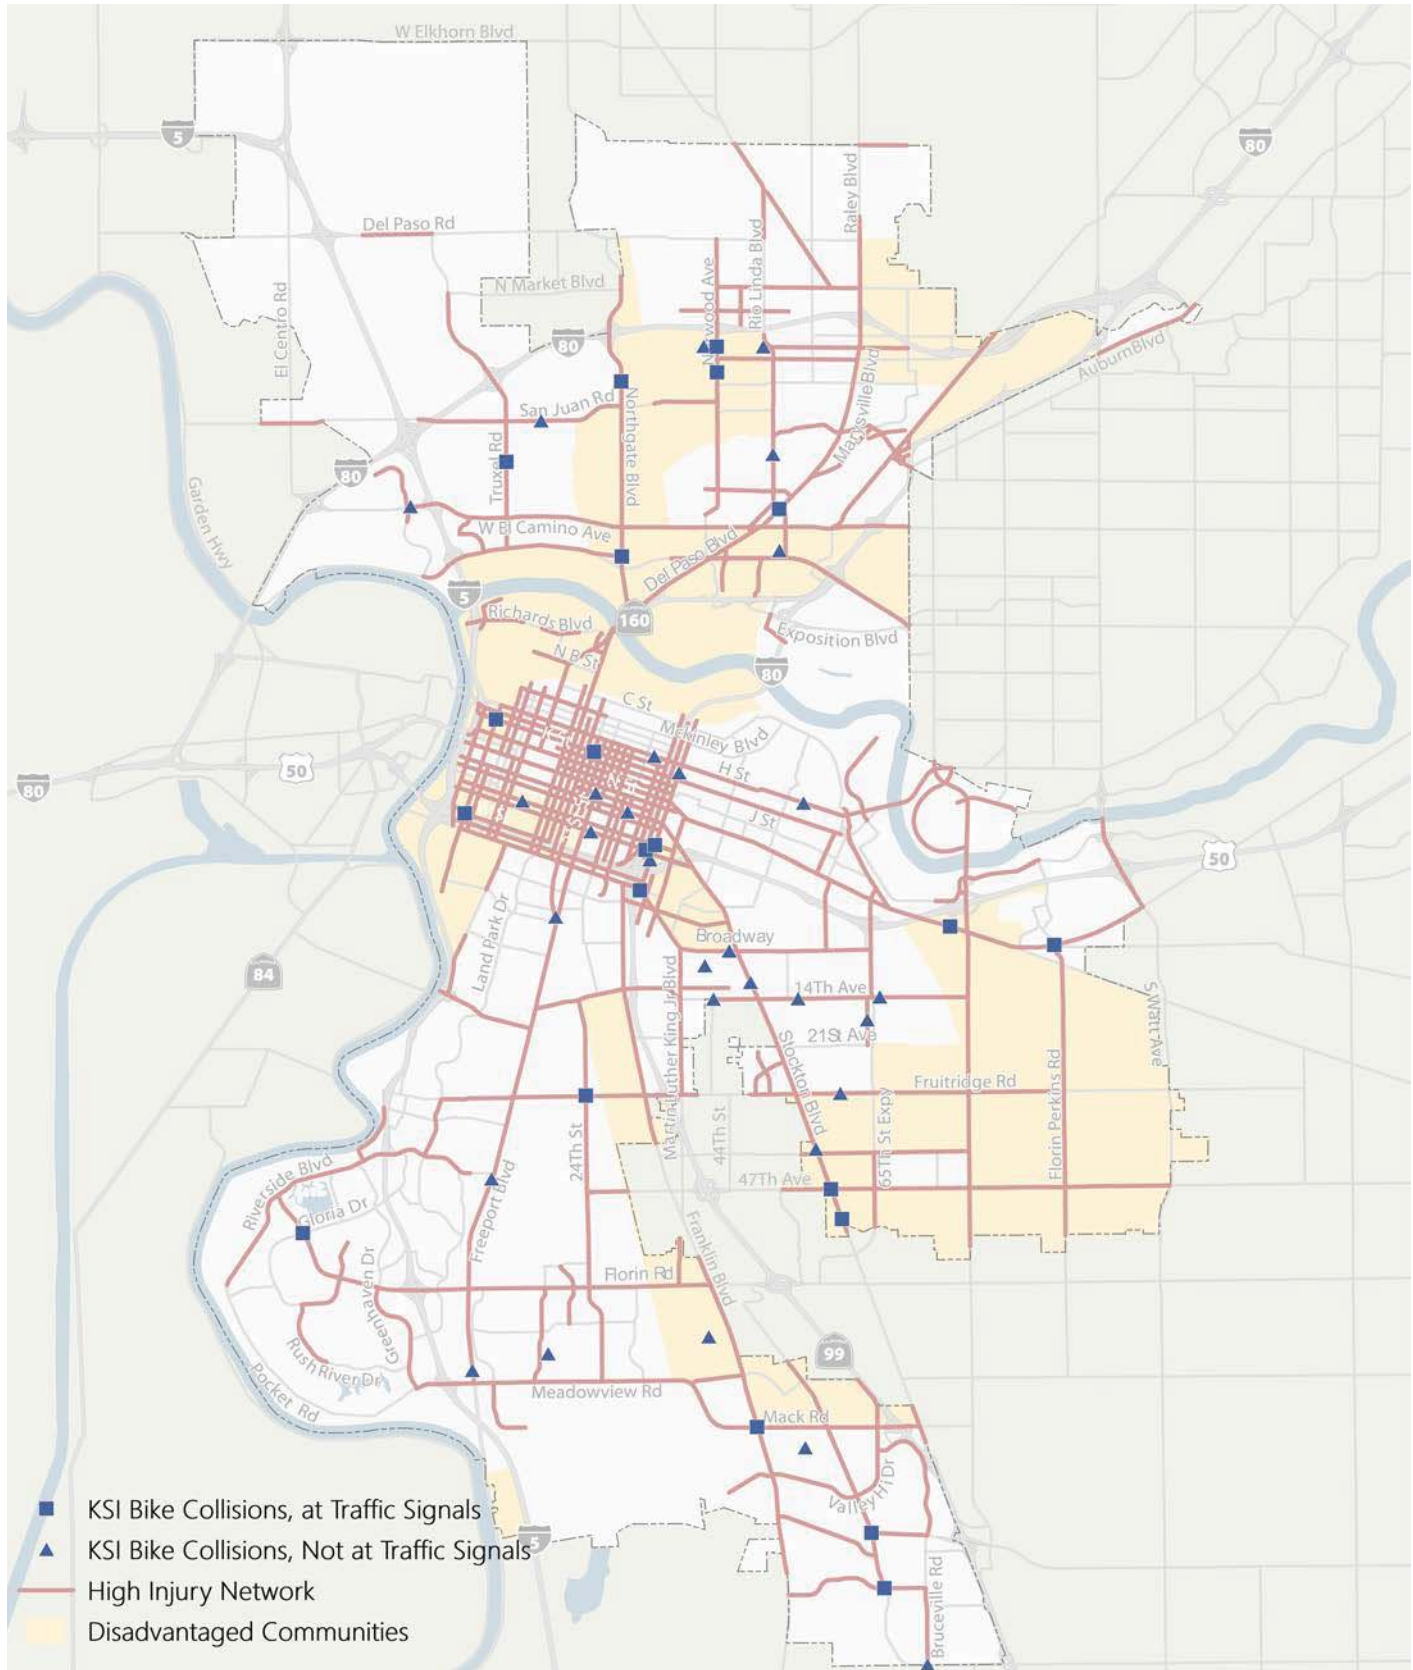 W Elkhorn Blvd
5
80
Raley Blvd
Del Paso Rd
Rio Linda Blvd
Norwood Ave
N Market Blvd
El Centro Rd
80
Auburn Blvd
Marysville Blvd
San Juan Rd
Northgate Blvd
Truxel Rd
80
Garden Hwy
W El Camino Ave
Del Paso Blvd
5
Richards Blvd
160
Exposition Blvd
N B St
80
C St
McKinley Blvd
50
80
H St
N St
J St
50
Land Park Dr
Broadway
84
14Th Ave
Martin Luther King Jr Blvd
S Watt Ave
21St Ave
Stockton Blvd
Fruitridge Rd
Florin Perkins Rd
44Th St
24Th St
65Th St Expy
47Th Ave
Riverside Blvd
Gloria Dr
Freeport Blvd
Franklin Blvd
Florin Rd
Greenhaven Dr
Rush River Dr
99
Pocket Rd
Meadowview Rd
Mack Rd
Valley Hi Dr
5
Bruceville Rd
KSI Bike Collisions, at Traffic Signals
KSI Bike Collisions, Not at Traffic Signals
High Injury Network
Disadvantaged Communities